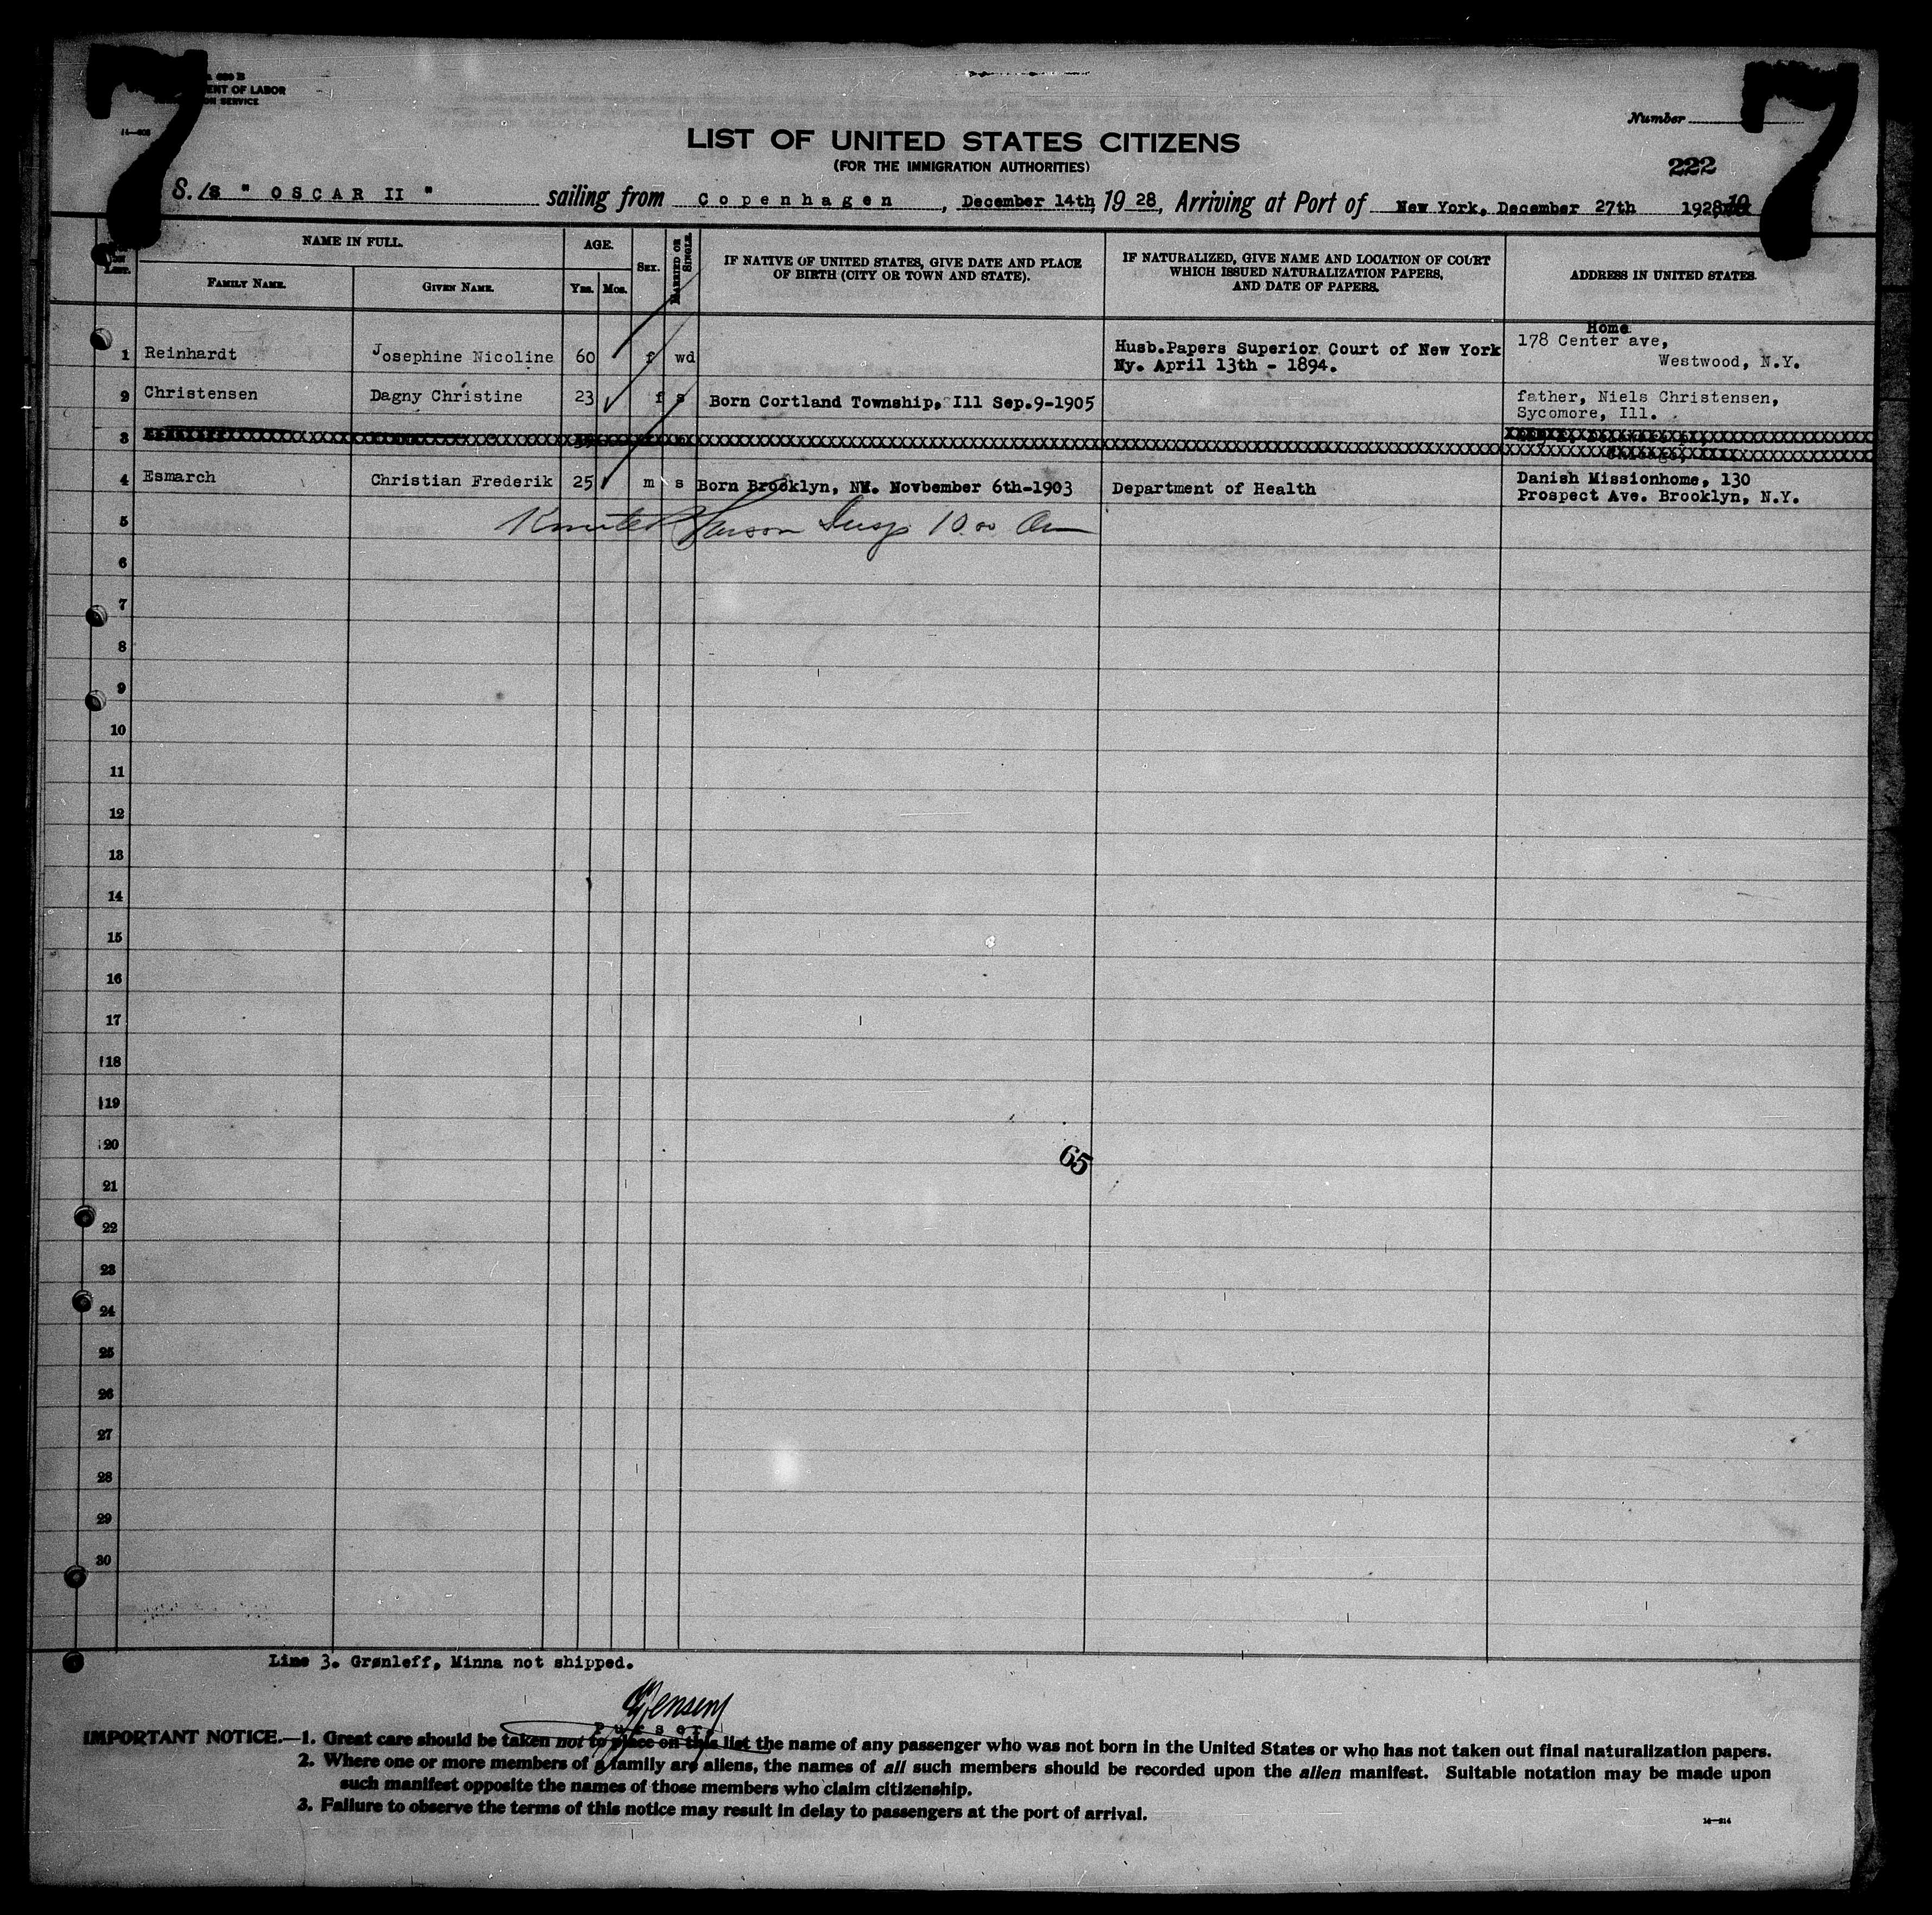 7
7
ENT OF LABOR
ON SERVICE
Number
LIST OF UNITED STATES CITIZENS
(FOR THE IMMIGRATION AUTHORITIES)
222
S./s " OSCAR II " sailing from Copenhagen, December 14th, 19 28, Arriving at Port of New York, December 27th 1928
NAME IN FULL. AGE. SEX. MARRIED OR SINGLE. IF NATIVE OF UNITED STATES, GIVE DATE AND PLACE OF BIRTH (CITY OR TOWN AND STATE). IF NATURALIZED, GIVE NAME AND LOCATION OF COURT WHICH ISSUED NATURALIZATION PAPERS, AND DATE OF PAPERS. ADDRESS IN UNITED STATES.
LIST. FAMILY NAME. GIVEN NAME. YRS. MOS.
Home
1 Reinhardt Josephine Nicoline 60 f wd Husb.Papers Superior Court of New York 178 Center ave,
Ny. April 13th - 1894. Westwood, N.Y.
2 Christensen Dagny Christine 23 f s Born Cortland Township, Ill Sep.9-1905 father, Niels Christensen,
Sycomore, Ill.
3
4 Esmarch Christian Frederik 25 m s Born Brooklyn, NY. Novbember 6th-1903 Department of Health Danish Missionhome, 130
Prospect Ave. Brooklyn, N.Y.
5
6
7
8
9
10
11
12
13
14
15
16
17
18
19
20
65
21
22
23
24
25
26
27
28
29
30
Line 3. Grønleff, Minna not shipped.
Jensen
Purser
IMPORTANT NOTICE.—1. Great care should be taken not to place on this list the name of any passenger who was not born in the United States or who has not taken out final naturalization papers.
2. Where one or more members of a family are aliens, the names of all such members should be recorded upon the alien manifest. Suitable notation may be made upon
such manifest opposite the names of those members who claim citizenship.
3. Failure to observe the terms of this notice may result in delay to passengers at the port of arrival.
14—214